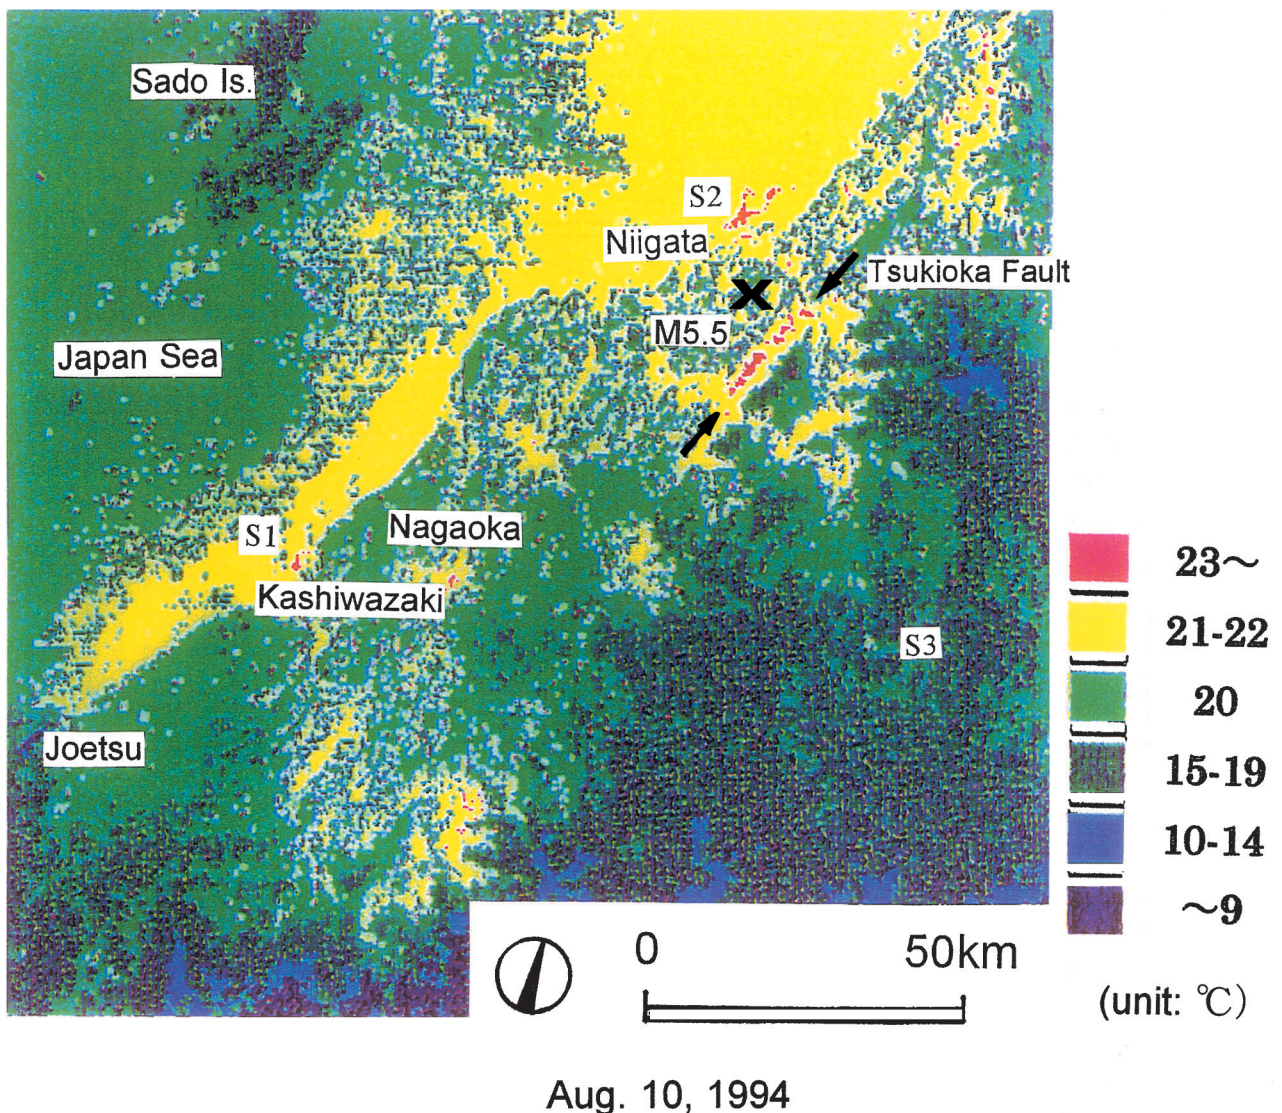 Sado Is.
S2
Niigata
Tsukioka Fault
X
M5.5
Japan Sea
S1
Nagaoka
Kashiwazaki
S3
Joetsu
23～
21-22
20
15-19
10-14
～9
(unit: ℃)
0 50km
Aug. 10, 1994